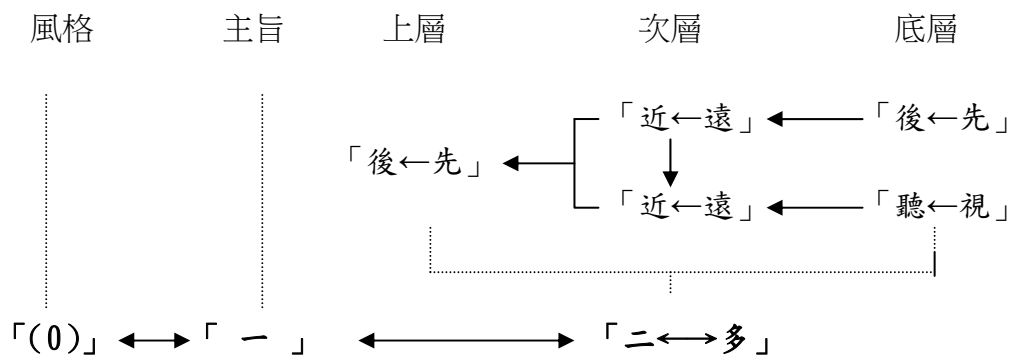 風格 主旨 上層 次層 底層
「近←遠」 「後←先」
「後←先」
「近←遠」 「聽←視」
「(0)」 「 一 」 「二←→多」